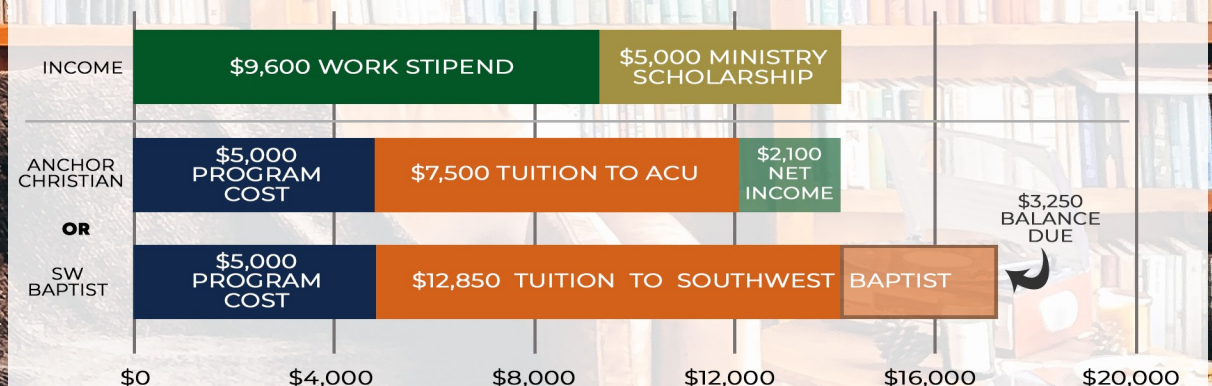 INCOME
$9,600 WORK STIPEND
$5,000 MINISTRY
SCHOLARSHIP
ANCHOR
CHRISTIAN
$5,000
PROGRAM
COST
$7,500 TUITION TO ACU
$2,100
NET
INCOME
OR
$3,250
BALANCE
DUE
SW
BAPTIST
$5,000
PROGRAM
COST
$12,850 TUITION TO SOUTHWEST BAPTIST
$0 $4,000 $8,000 $12,000 $16,000 $20,000